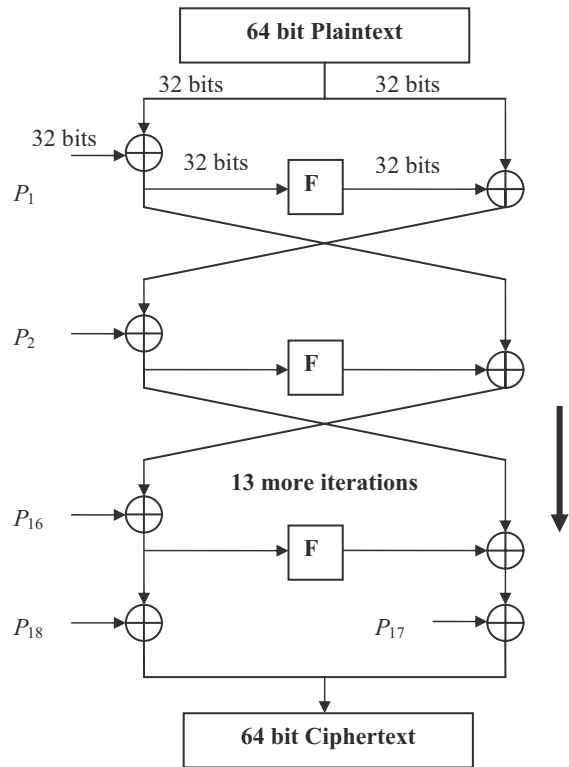 64 bit Plaintext
32 bits 32 bits
32 bits
32 bits F 32 bits
P₁
P₂
F
13 more iterations
P₁₆
F
P₁₈ P₁₇
64 bit Ciphertext